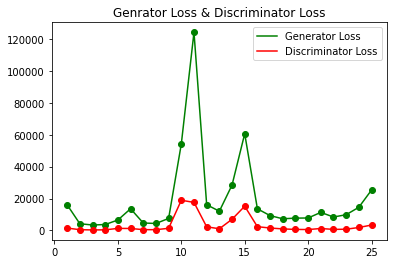 Genrator Loss & Discriminator Loss
Generator Loss
Discriminator Loss
120000
100000
80000
60000
40000
20000
0
0 5 10 15 20 25